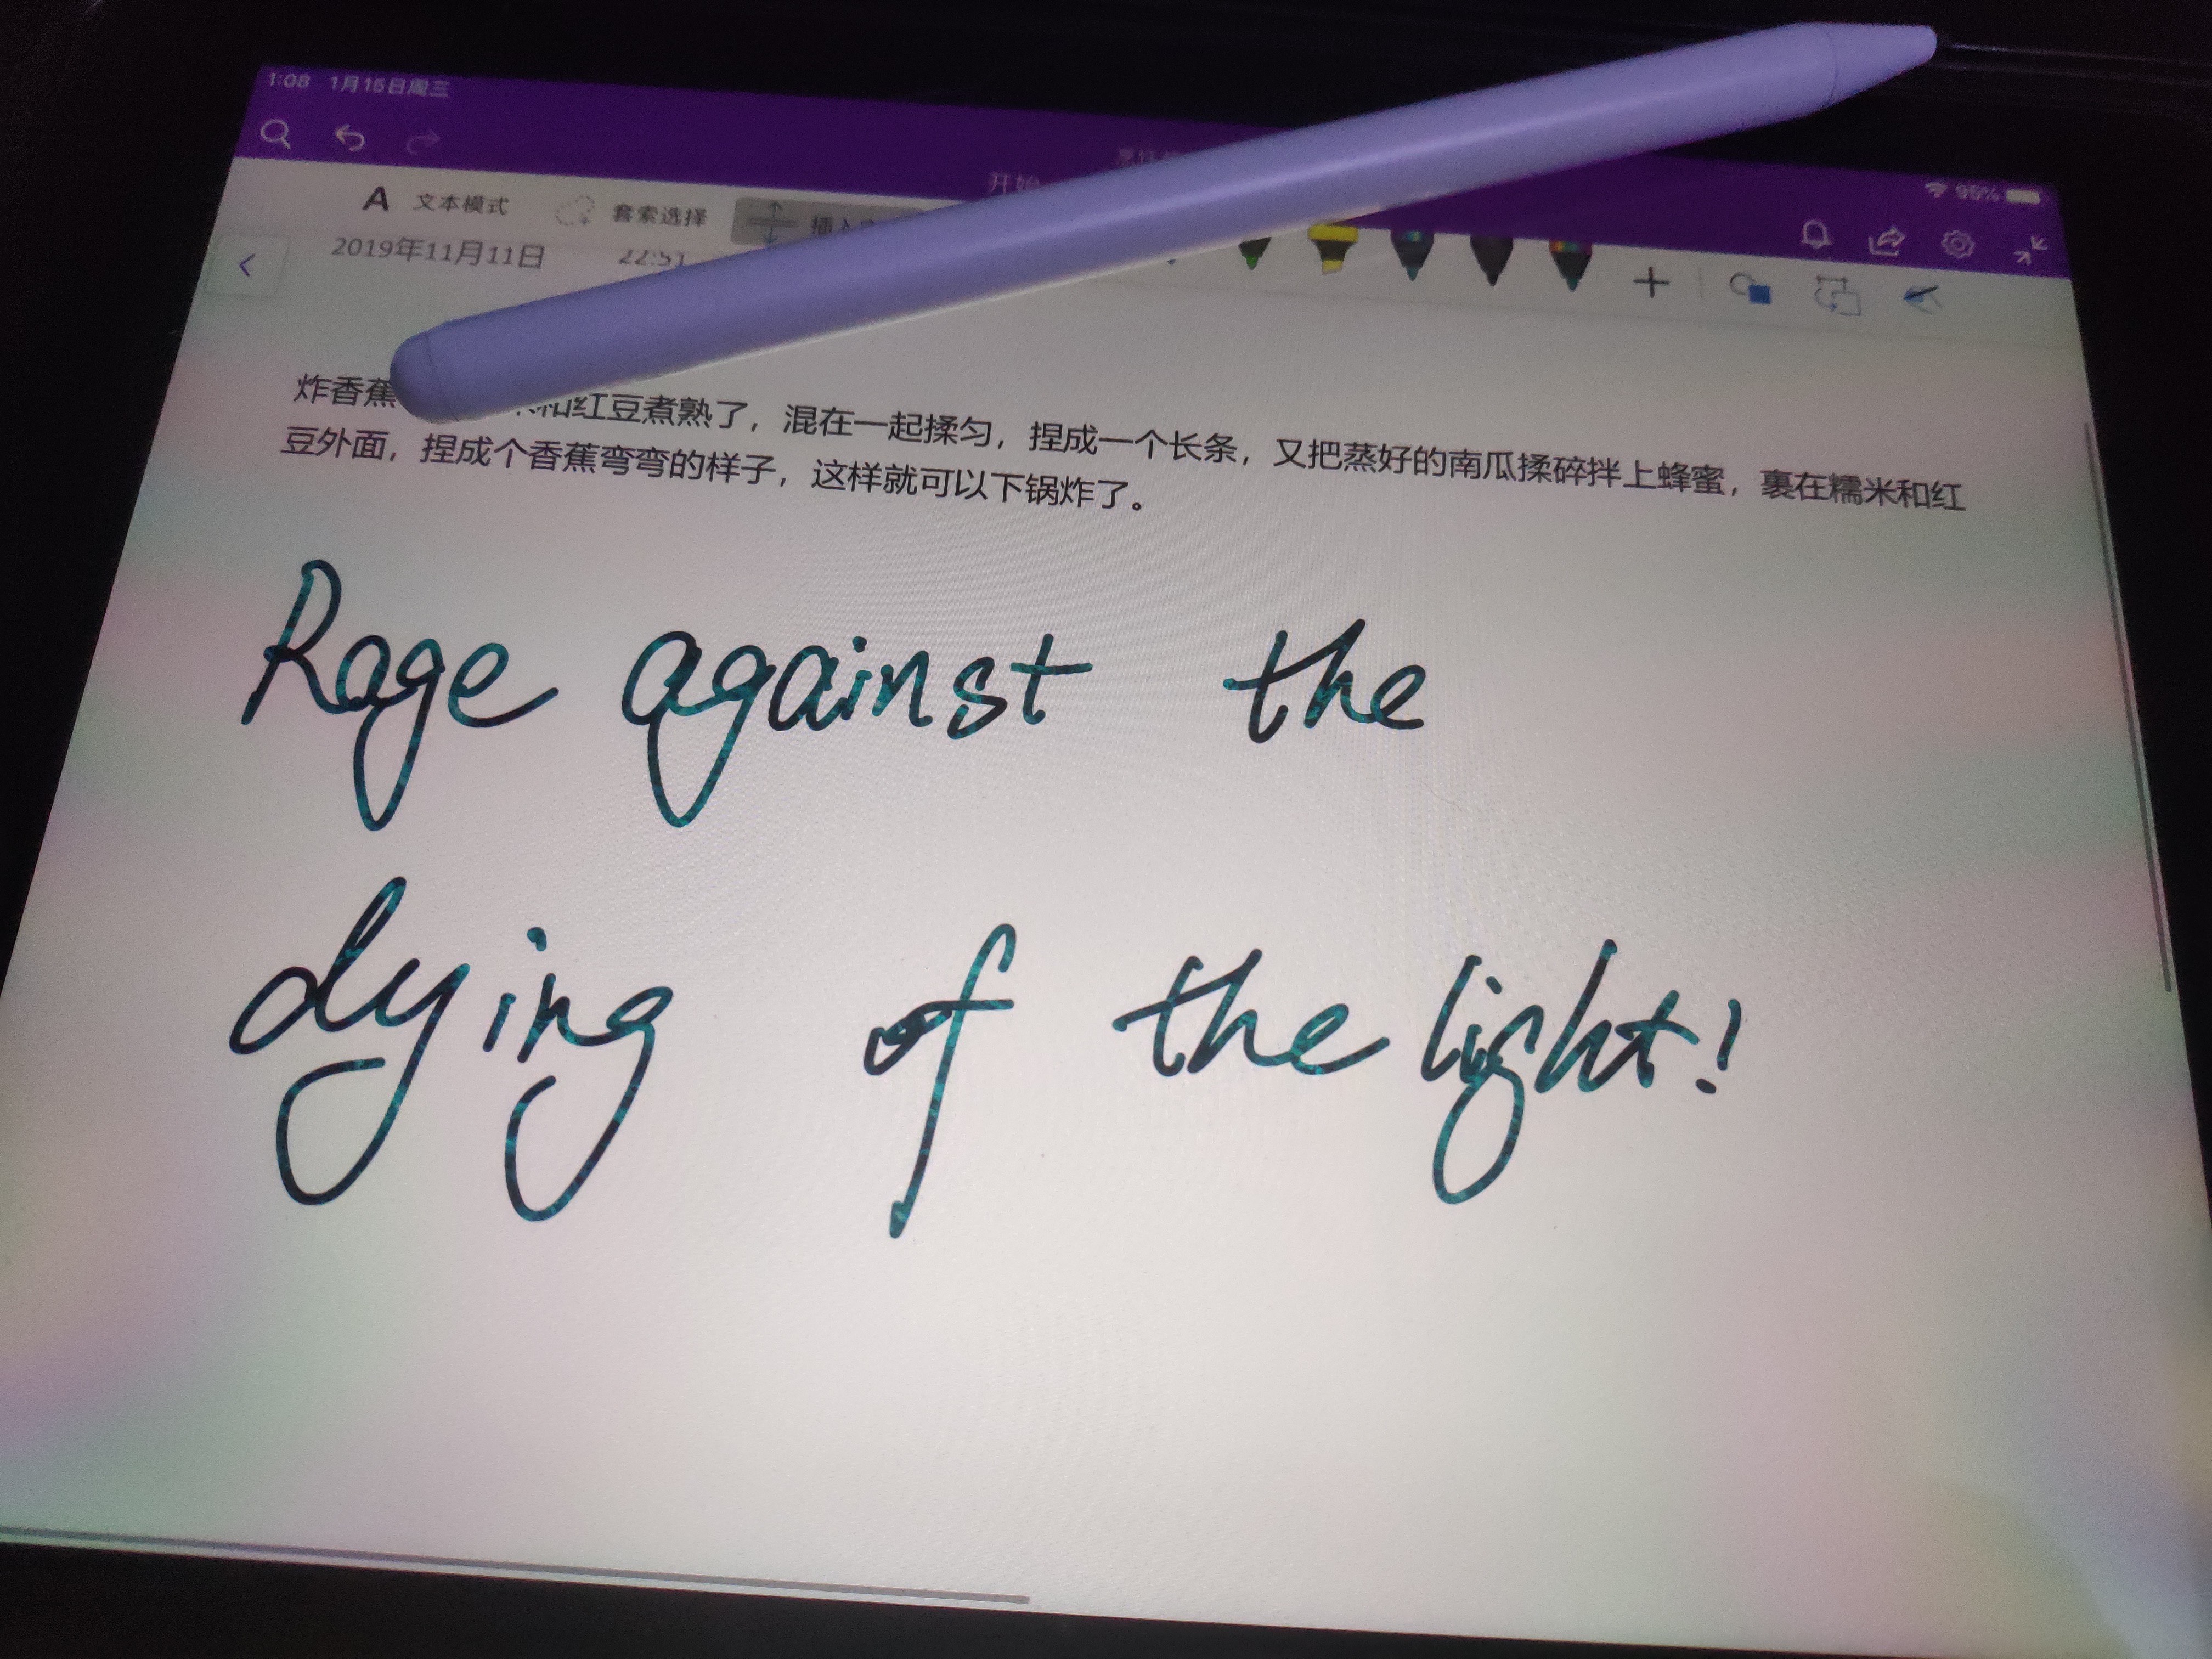 1:08 1月15日周三
95%
开始
A 文本模式 套索选择 插入
2019年11月11日 22:51
炸香蕉 和红豆煮熟了，混在一起揉匀，捏成一个长条，又把蒸好的南瓜揉碎拌上蜂蜜，裹在糯米和红
豆外面，捏成个香蕉弯弯的样子，这样就可以下锅炸了。
Rage against the
dying of the light!